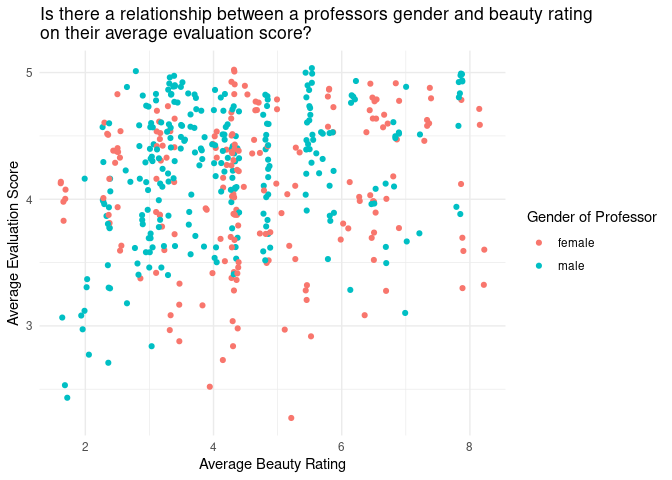 Is there a relationship between a professors gender and beauty rating
on their average evaluation score?
5
4
3
Average Evaluation Score
2
4
6
8
Average Beauty Rating
Gender of Professor
female
male